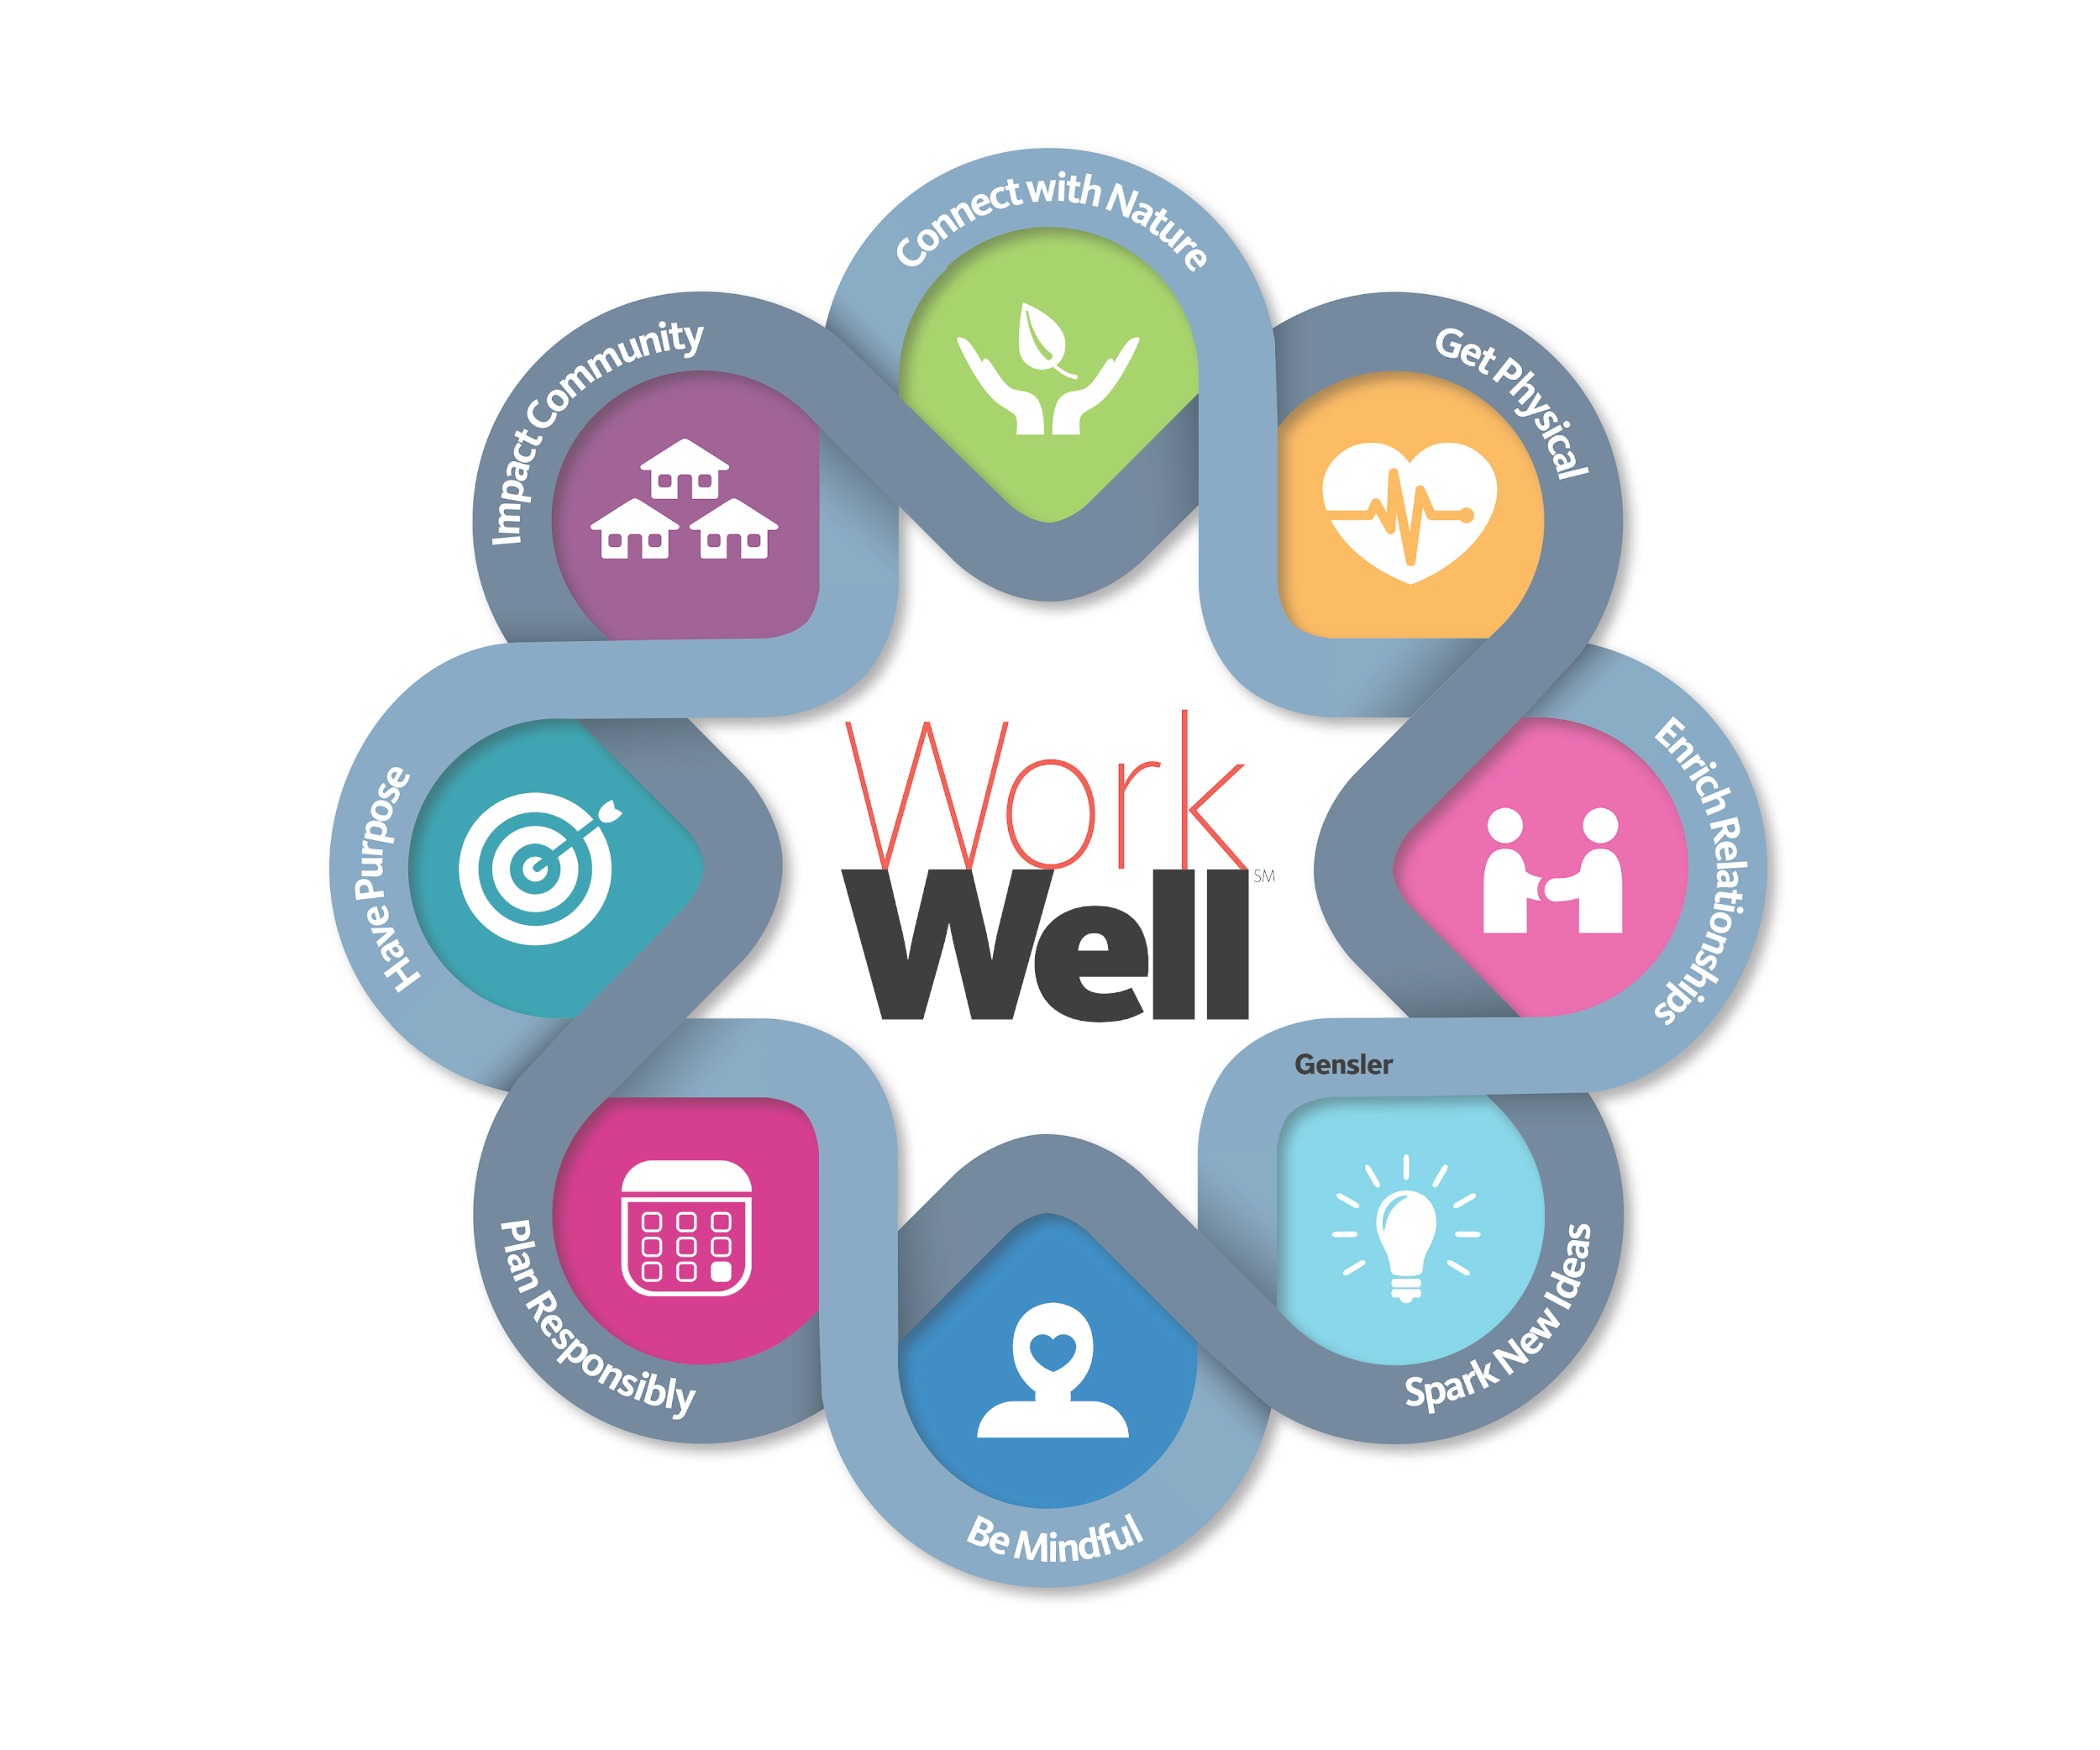 Connect with Nature
Get Physical
Enrich Relationships
Spark New Ideas
Be Mindful
Plan Responsibly
Have Purpose
Impact Community
Work
Well SM
Gensler